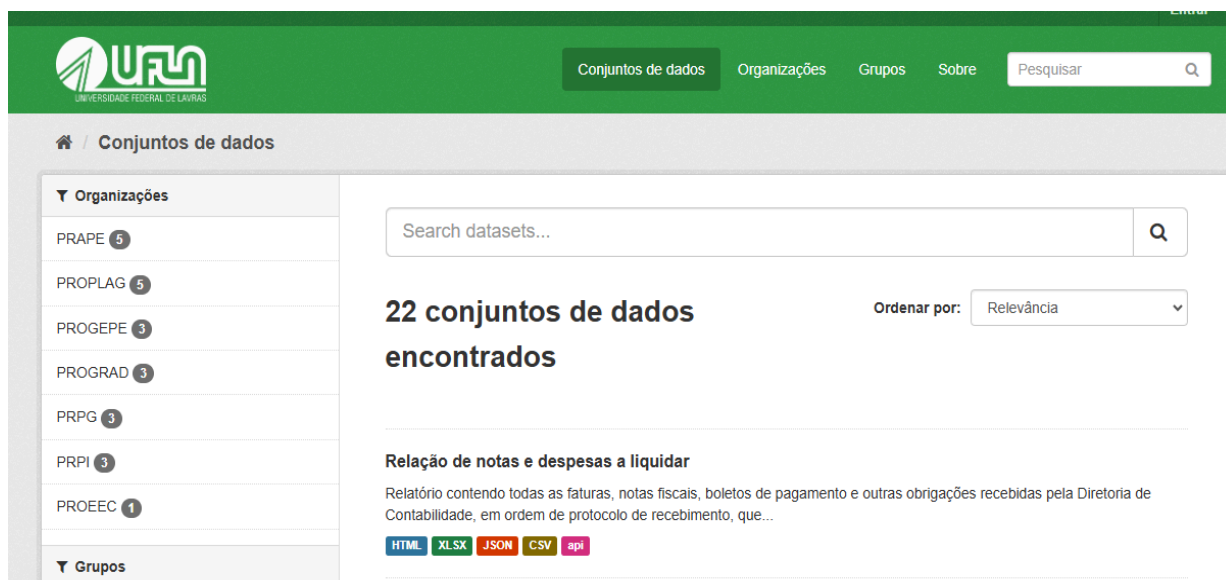 Entrar
UFLA
UNIVERSIDADE FEDERAL DE LAVRAS
Conjuntos de dados Organizações Grupos Sobre Pesquisar
/ Conjuntos de dados
Organizações
PRAPE 5
PROPLAG 5
PROGEPE 3
PROGRAD 3
PRPG 3
PRPI 3
PROEEC 1
Grupos
Search datasets...
22 conjuntos de dados
encontrados
Ordenar por: Relevância
Relação de notas e despesas a liquidar
Relatório contendo todas as faturas, notas fiscais, boletos de pagamento e outras obrigações recebidas pela Diretoria de
Contabilidade, em ordem de protocolo de recebimento, que...
HTML XLSX JSON CSV api